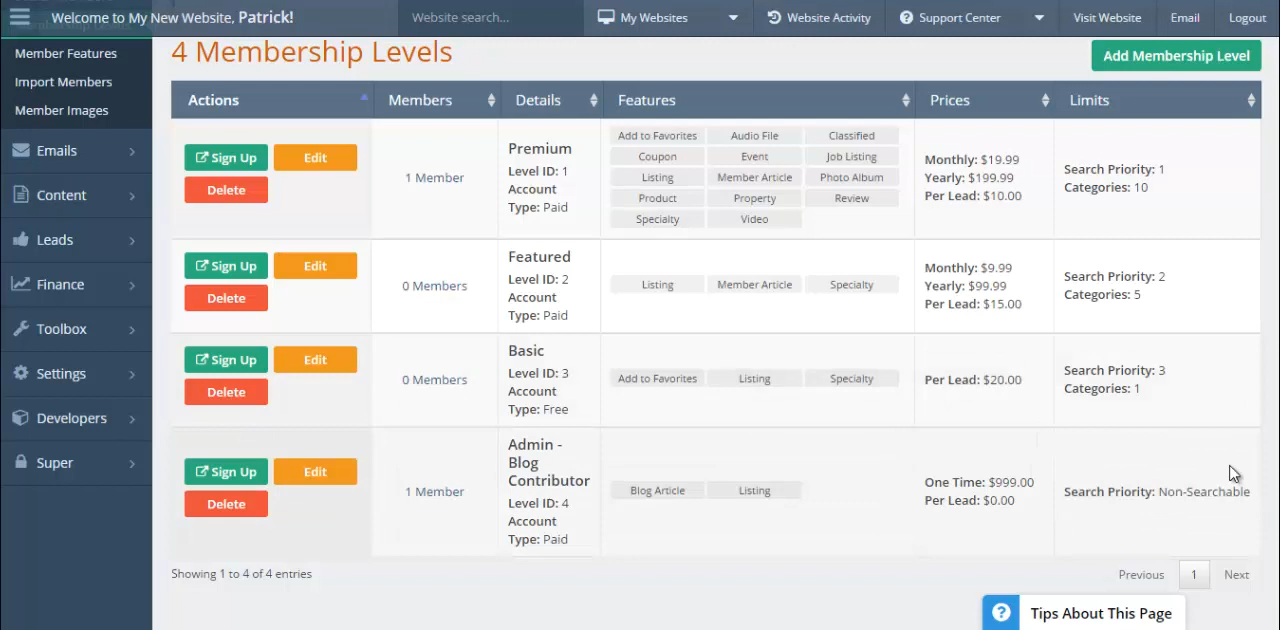 Welcome to My New Website, Patrick!
Website search...
My Websites
Website Activity
Support Center
Visit Website
Email
Logout
Member Features
Import Members
Member Images
Emails
Content
Leads
Finance
Toolbox
Settings
Developers
Super
4 Membership Levels
Add Membership Level
Actions Members Details Features Prices Limits
Sign Up Edit
Delete
1 Member
Premium
Level ID: 1
Account
Type: Paid
Add to Favorites Audio File Classified
Coupon Event Job Listing
Listing Member Article Photo Album
Product Property Review
Specialty Video
Monthly: $19.99
Yearly: $199.99
Per Lead: $10.00
Search Priority: 1
Categories: 10
Sign Up Edit
Delete
0 Members
Featured
Level ID: 2
Account
Type: Paid
Listing Member Article Specialty
Monthly: $9.99
Yearly: $99.99
Per Lead: $15.00
Search Priority: 2
Categories: 5
Sign Up Edit
Delete
0 Members
Basic
Level ID: 3
Account
Type: Free
Add to Favorites Listing Specialty
Per Lead: $20.00
Search Priority: 3
Categories: 1
Sign Up Edit
Delete
1 Member
Admin -
Blog
Contributor
Level ID: 4
Account
Type: Paid
Blog Article Listing
One Time: $999.00
Per Lead: $0.00
Search Priority: Non-Searchable
Showing 1 to 4 of 4 entries
Previous 1 Next
? Tips About This Page